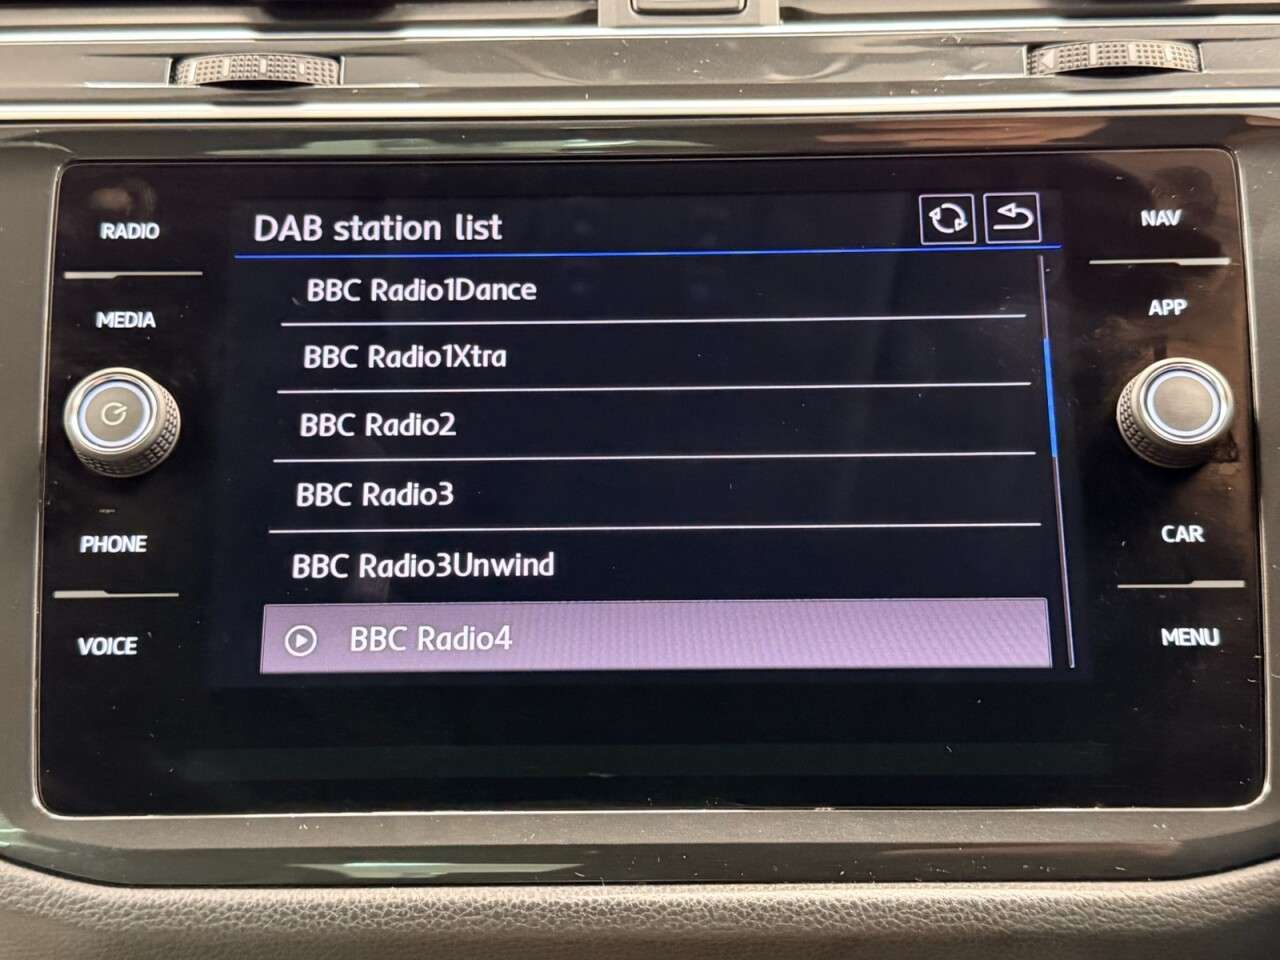 DAB station list
RADIO
MEDIA
PHONE
VOICE
BBC Radio1Dance
BBC Radio1Xtra
BBC Radio2
BBC Radio3
BBC Radio3Unwind
BBC Radio4
NAV
APP
CAR
MENU